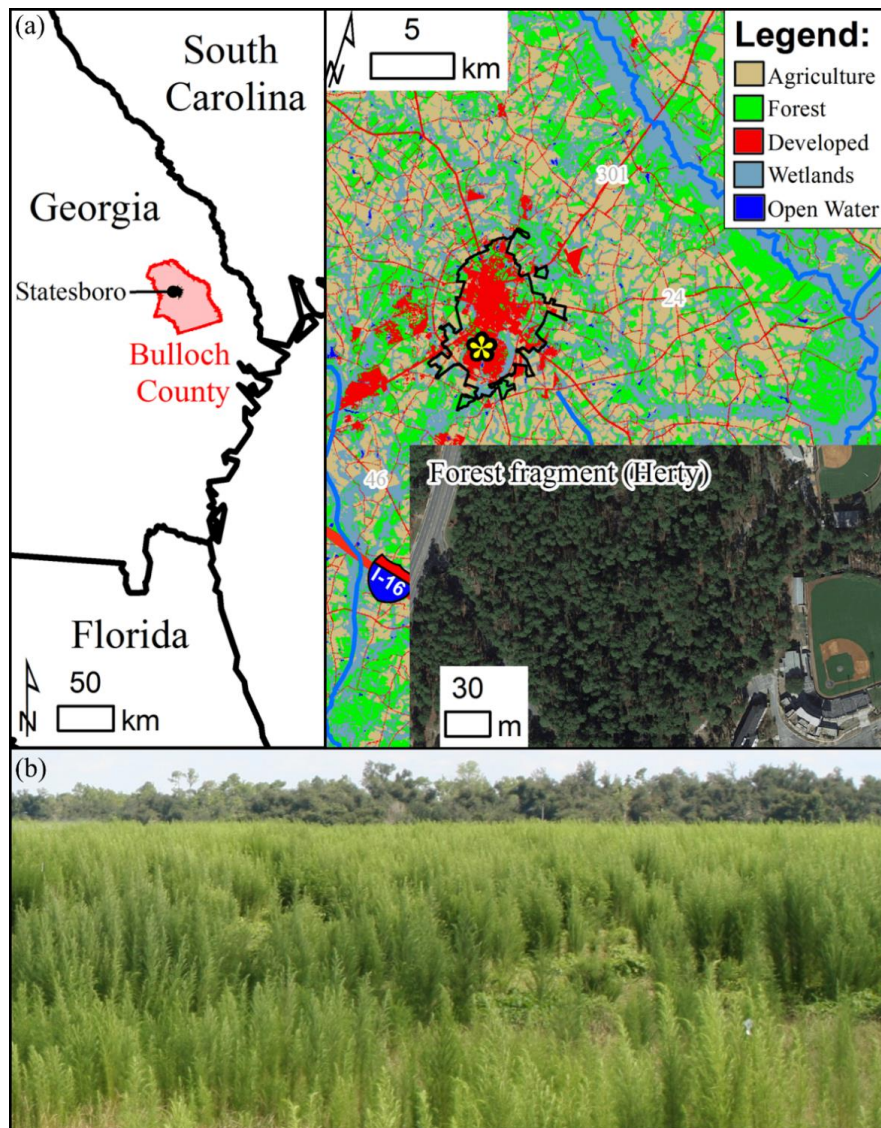 (a)
South
Carolina
Georgia
Statesboro
Bulloch
County
Florida
N
50
km
N
5
km
Legend:
Agriculture
Forest
Developed
Wetlands
Open Water
301
24
46
I-16
Forest fragment (Herty)
30
m
(b)